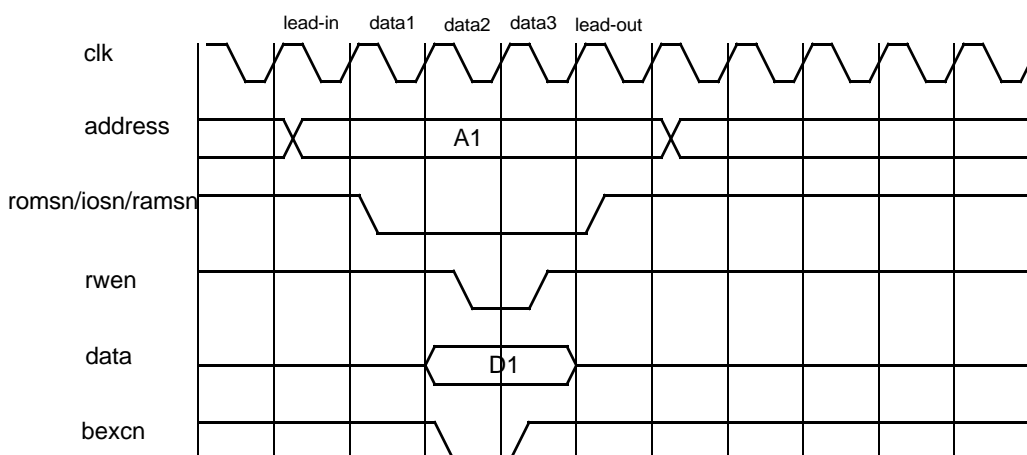 lead-in data1 data2 data3 lead-out
clk
address A1
romsn/iosn/ramsn
rwen
data D1
bexcn